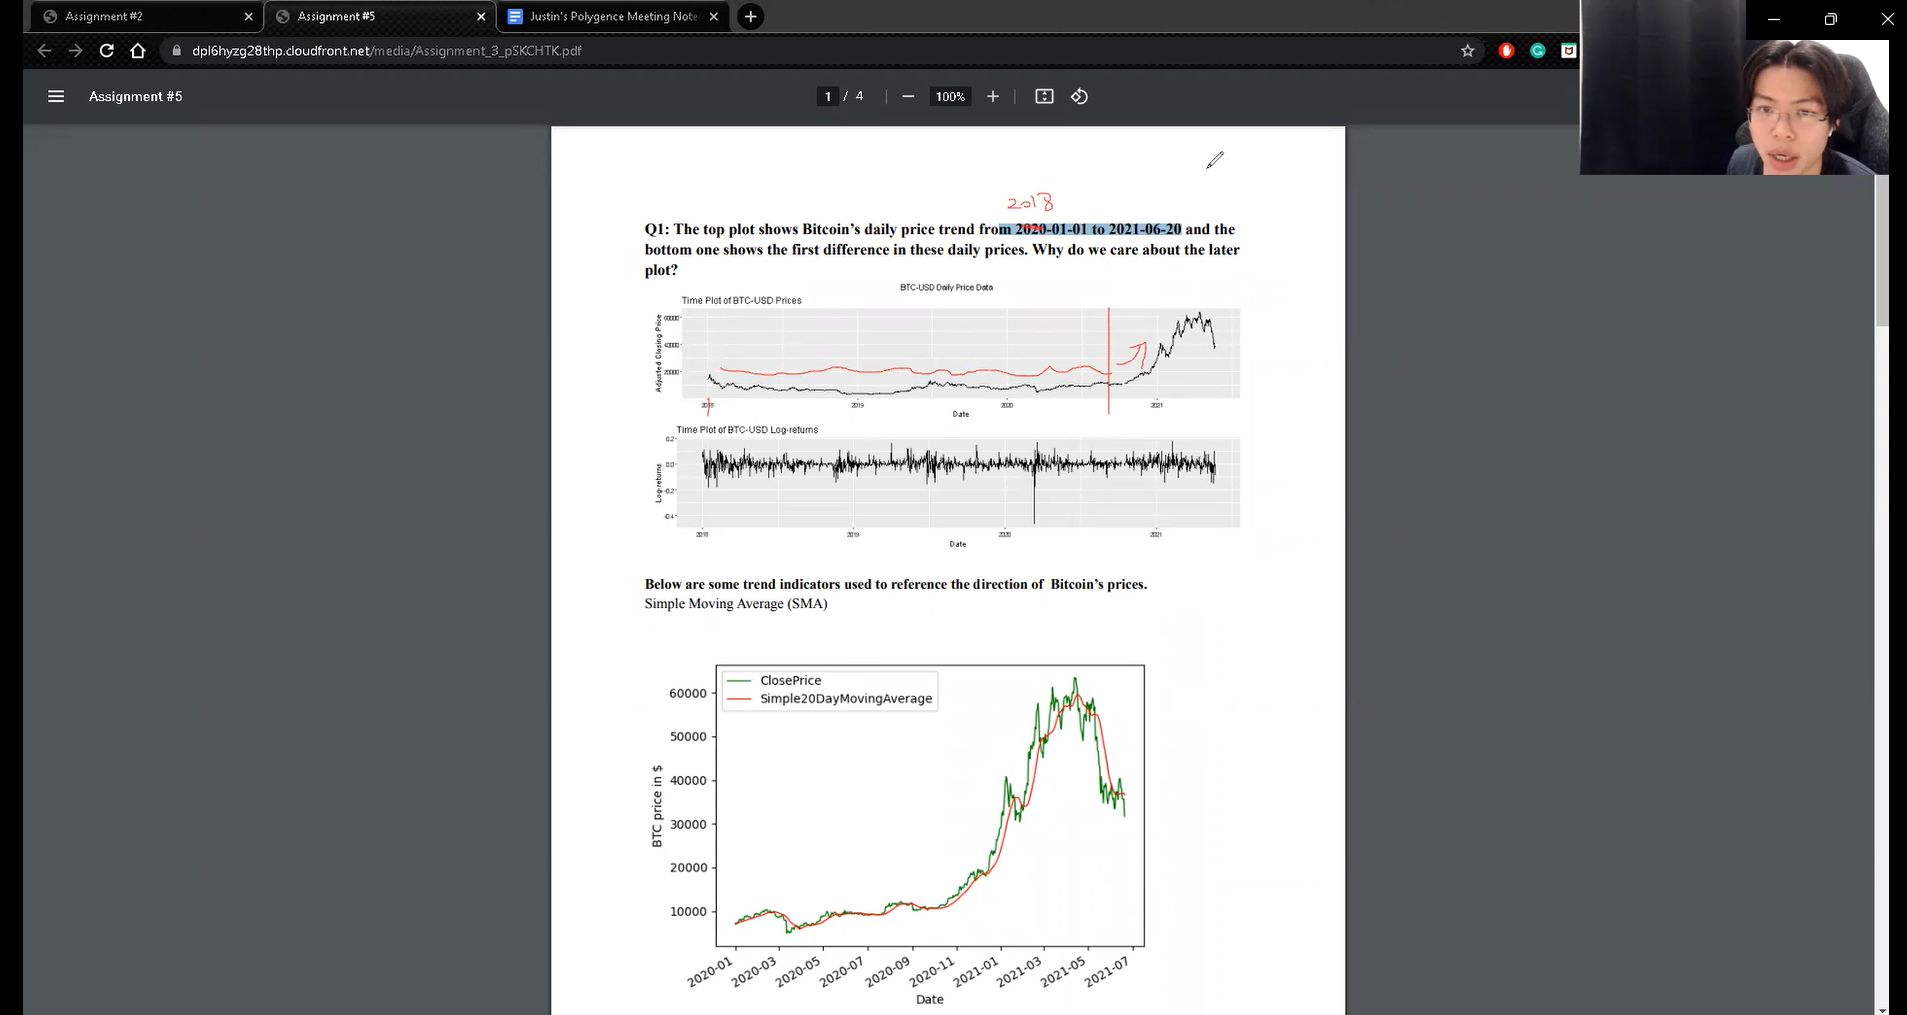 Assignment #2
Assignment #5
Justin's Polygence Meeting Note
dpl6hyzg28thp.cloudfront.net/media/Assignment_3_pSKCHTK.pdf
Assignment #5
1 / 4
100%
2018
Q1: The top plot shows Bitcoin's daily price trend from 2020-01-01 to 2021-06-20 and the
bottom one shows the first difference in these daily prices. Why do we care about the later
plot?
BTC-USD Daily Price Data
Time Plot of BTC-USD Prices
Adjusted Closing Price
60000
40000
20000
2018 2019 2020 2021
Date
Time Plot of BTC-USD Log-returns
Log-returns
0.2
0.0
-0.2
-0.4
2018 2019 2020 2021
Date
Below are some trend indicators used to reference the direction of Bitcoin's prices.
Simple Moving Average (SMA)
ClosePrice
Simple20DayMovingAverage
BTC price in $
60000
50000
40000
30000
20000
10000
2020-01 2020-03 2020-05 2020-07 2020-09 2020-11 2021-01 2021-03 2021-05 2021-07
Date